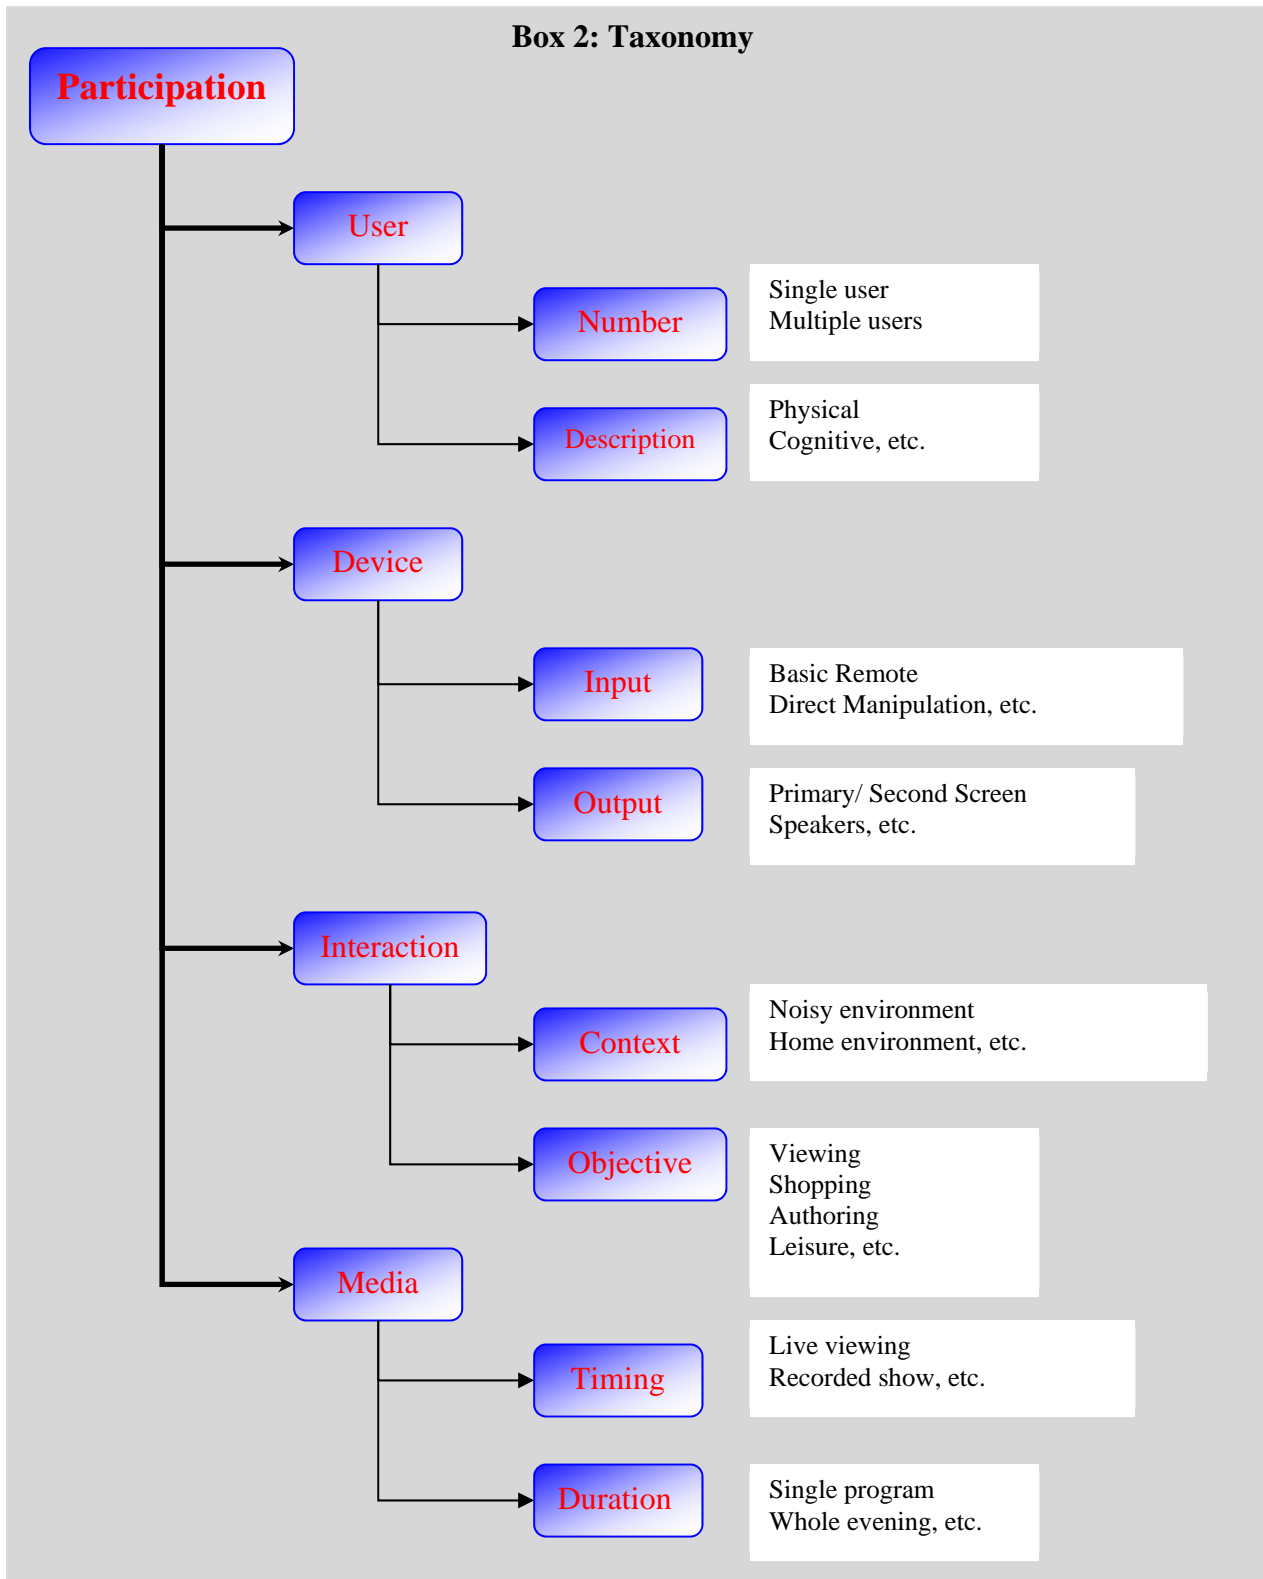 Box 2: Taxonomy
Participation
User
Number
Single user
Multiple users
Description
Physical
Cognitive, etc.
Device
Input
Basic Remote
Direct Manipulation, etc.
Output
Primary/ Second Screen
Speakers, etc.
Interaction
Context
Noisy environment
Home environment, etc.
Objective
Viewing
Shopping
Authoring
Leisure, etc.
Media
Timing
Live viewing
Recorded show, etc.
Duration
Single program
Whole evening, etc.